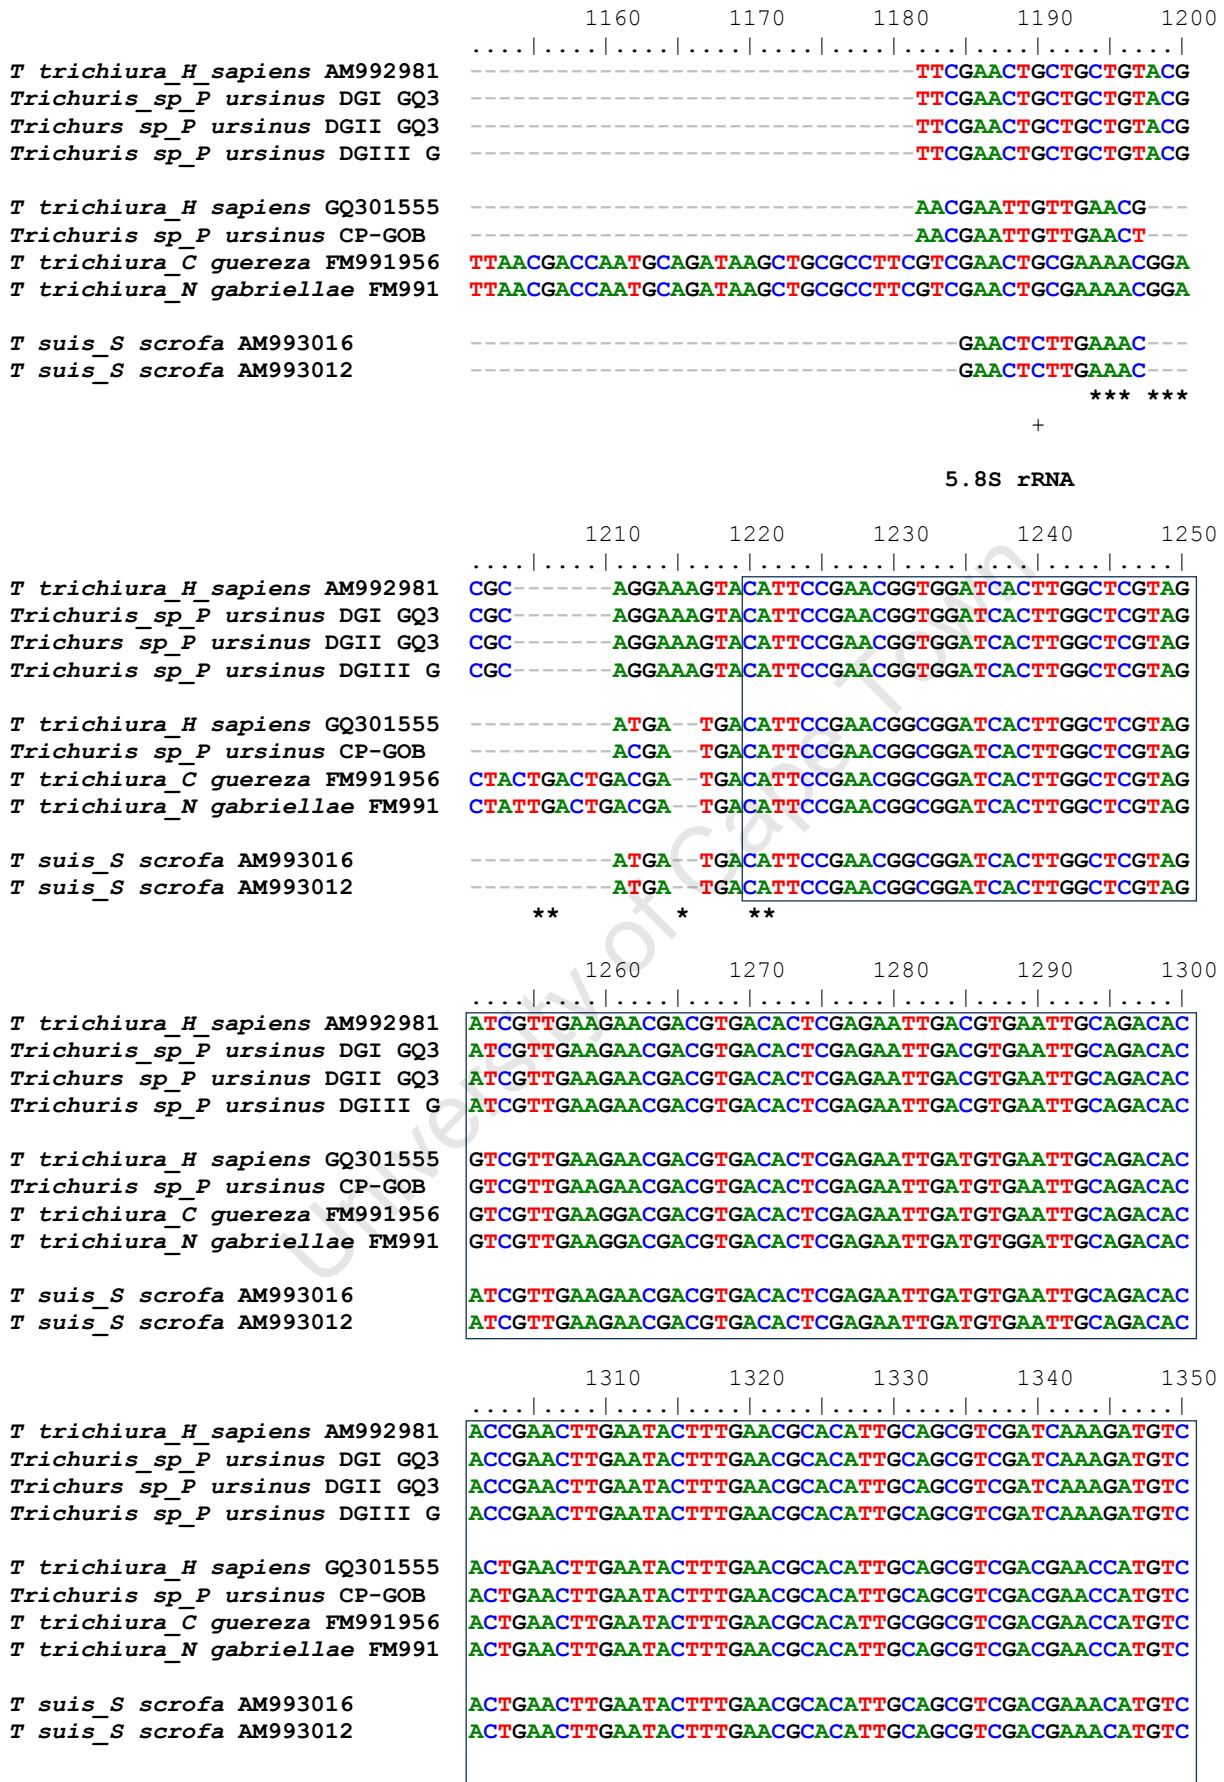 1160 1170 1180 1190 1200
....|....|....|....|....|....|....|....|....|....|
T trichiura_H_sapiens AM992981 -------------------------------TTCGAACTGCTGCTGTACG
Trichuris_sp_P ursinus DGI GQ3 -------------------------------TTCGAACTGCTGCTGTACG
Trichurs sp_P ursinus DGII GQ3 -------------------------------TTCGAACTGCTGCTGTACG
Trichuris sp_P ursinus DGIII G -------------------------------TTCGAACTGCTGCTGTACG
T trichiura_H sapiens GQ301555 -------------------------------AACGAATTGTTGAACG---
Trichuris sp_P ursinus CP-GOB -------------------------------AACGAATTGTTGAACT---
T trichiura_C guereza FM991956 TTAACGACCAATGCAGATAAGCTGCGCCTTCGTCGAACTGCGAAAACGGA
T trichiura_N gabriellae FM991 TTAACGACCAATGCAGATAAGCTGCGCCTTCGTCGAACTGCGAAAACGGA
T suis_S scrofa AM993016 ----------------------------------GAACTCTTGAAAC---
T suis_S scrofa AM993012 ----------------------------------GAACTCTTGAAAC---
*** ***
+
5.8S rRNA
1210 1220 1230 1240 1250
....|....|....|....|....|....|....|....|....|....|
T trichiura_H_sapiens AM992981 CGC-------AGGAAAGTACATTCCGAACGGTGGATCACTTGGCTCGTAG
Trichuris_sp_P ursinus DGI GQ3 CGC-------AGGAAAGTACATTCCGAACGGTGGATCACTTGGCTCGTAG
Trichurs sp_P ursinus DGII GQ3 CGC-------AGGAAAGTACATTCCGAACGGTGGATCACTTGGCTCGTAG
Trichuris sp_P ursinus DGIII G CGC-------AGGAAAGTACATTCCGAACGGTGGATCACTTGGCTCGTAG
T trichiura_H sapiens GQ301555 ----------ATGA--TGACATTCCGAACGGCGGATCACTTGGCTCGTAG
Trichuris sp_P ursinus CP-GOB ----------ACGA--TGACATTCCGAACGGCGGATCACTTGGCTCGTAG
T trichiura_C guereza FM991956 CTACTGACTGACGA--TGACATTCCGAACGGCGGATCACTTGGCTCGTAG
T trichiura_N gabriellae FM991 CTATTGACTGACGA--TGACATTCCGAACGGCGGATCACTTGGCTCGTAG
T suis_S scrofa AM993016 ----------ATGA--TGACATTCCGAACGGCGGATCACTTGGCTCGTAG
T suis_S scrofa AM993012 ----------ATGA--TGACATTCCGAACGGCGGATCACTTGGCTCGTAG
** * **
1260 1270 1280 1290 1300
....|....|....|....|....|....|....|....|....|....|
T trichiura_H_sapiens AM992981 ATCGTTGAAGAACGACGTGACACTCGAGAATTGACGTGAATTGCAGACAC
Trichuris_sp_P ursinus DGI GQ3 ATCGTTGAAGAACGACGTGACACTCGAGAATTGACGTGAATTGCAGACAC
Trichurs sp_P ursinus DGII GQ3 ATCGTTGAAGAACGACGTGACACTCGAGAATTGACGTGAATTGCAGACAC
Trichuris sp_P ursinus DGIII G ATCGTTGAAGAACGACGTGACACTCGAGAATTGACGTGAATTGCAGACAC
T trichiura_H sapiens GQ301555 GTCGTTGAAGAACGACGTGACACTCGAGAATTGATGTGAATTGCAGACAC
Trichuris sp_P ursinus CP-GOB GTCGTTGAAGAACGACGTGACACTCGAGAATTGATGTGAATTGCAGACAC
T trichiura_C guereza FM991956 GTCGTTGAAGGACGACGTGACACTCGAGAATTGATGTGAATTGCAGACAC
T trichiura_N gabriellae FM991 GTCGTTGAAGGACGACGTGACACTCGAGAATTGATGTGGATTGCAGACAC
T suis_S scrofa AM993016 ATCGTTGAAGAACGACGTGACACTCGAGAATTGATGTGAATTGCAGACAC
T suis_S scrofa AM993012 ATCGTTGAAGAACGACGTGACACTCGAGAATTGATGTGAATTGCAGACAC
1310 1320 1330 1340 1350
....|....|....|....|....|....|....|....|....|....|
T trichiura_H_sapiens AM992981 ACCGAACTTGAATACTTTGAACGCACATTGCAGCGTCGATCAAAGATGTC
Trichuris_sp_P ursinus DGI GQ3 ACCGAACTTGAATACTTTGAACGCACATTGCAGCGTCGATCAAAGATGTC
Trichurs sp_P ursinus DGII GQ3 ACCGAACTTGAATACTTTGAACGCACATTGCAGCGTCGATCAAAGATGTC
Trichuris sp_P ursinus DGIII G ACCGAACTTGAATACTTTGAACGCACATTGCAGCGTCGATCAAAGATGTC
T trichiura_H sapiens GQ301555 ACTGAACTTGAATACTTTGAACGCACATTGCAGCGTCGACGAACCATGTC
Trichuris sp_P ursinus CP-GOB ACTGAACTTGAATACTTTGAACGCACATTGCAGCGTCGACGAACCATGTC
T trichiura_C guereza FM991956 ACTGAACTTGAATACTTTGAACGCACATTGCGGCGTCGACGAACCATGTC
T trichiura_N gabriellae FM991 ACTGAACTTGAATACTTTGAACGCACATTGCAGCGTCGACGAACCATGTC
T suis_S scrofa AM993016 ACTGAACTTGAATACTTTGAACGCACATTGCAGCGTCGACGAAACATGTC
T suis_S scrofa AM993012 ACTGAACTTGAATACTTTGAACGCACATTGCAGCGTCGACGAAACATGTC
University of Cape Town